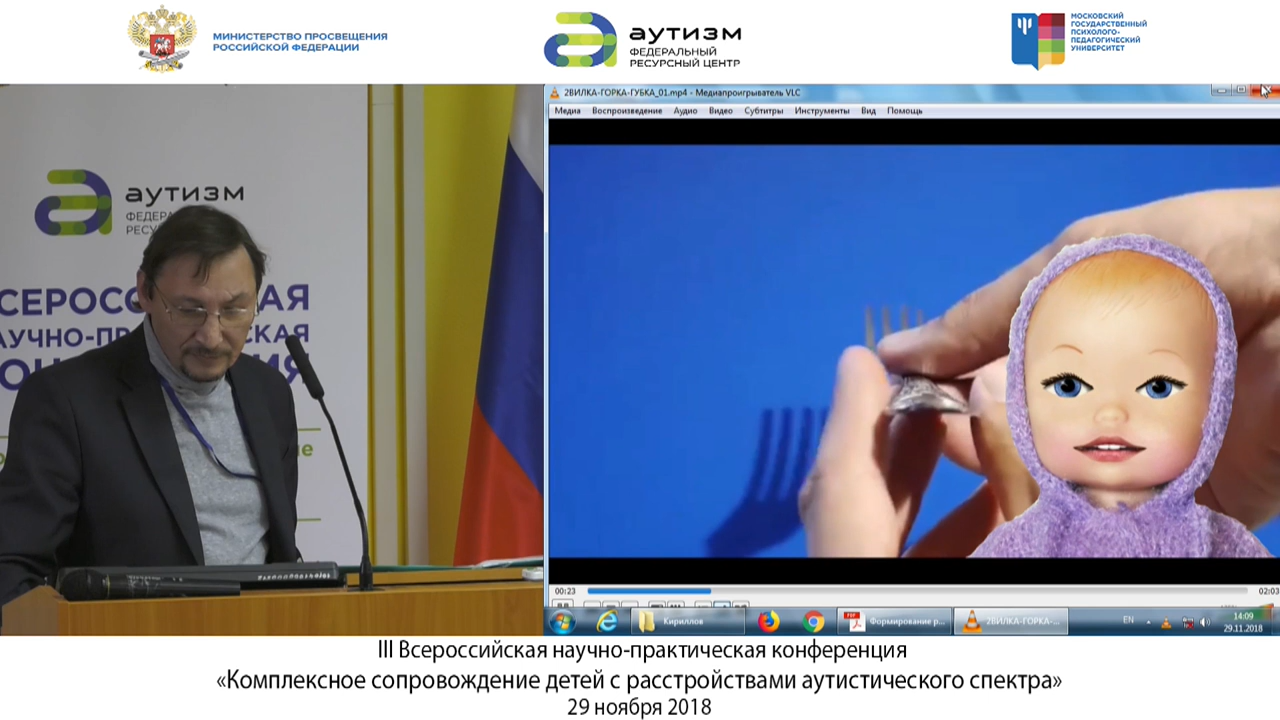 МИНИСТЕРСТВО ПРОСВЕЩЕНИЯ
РОССИЙСКОЙ ФЕДЕРАЦИИ
аутизм
ФЕДЕРАЛЬНЫЙ
РЕСУРСНЫЙ ЦЕНТР
МОСКОВСКИЙ
ГОСУДАРСТВЕННЫЙ
ПСИХОЛОГО-
ПЕДАГОГИЧЕСКИЙ
УНИВЕРСИТЕТ
аутизм
2ВИЛКА-ГОРКА-ГУБКА_01.mp4 - Медиапроигрыватель VLC
Медиа Воспроизведение Аудио Видео Субтитры Инструменты Вид Помощь
00:23 02:03
Кириллов
Формирование р...
2ВИЛКА-ГОРКА-...
EN
14:09
29.11.2018
III Всероссийская научно-практическая конференция
«Комплексное сопровождение детей с расстройствами аутистического спектра»
29 ноября 2018